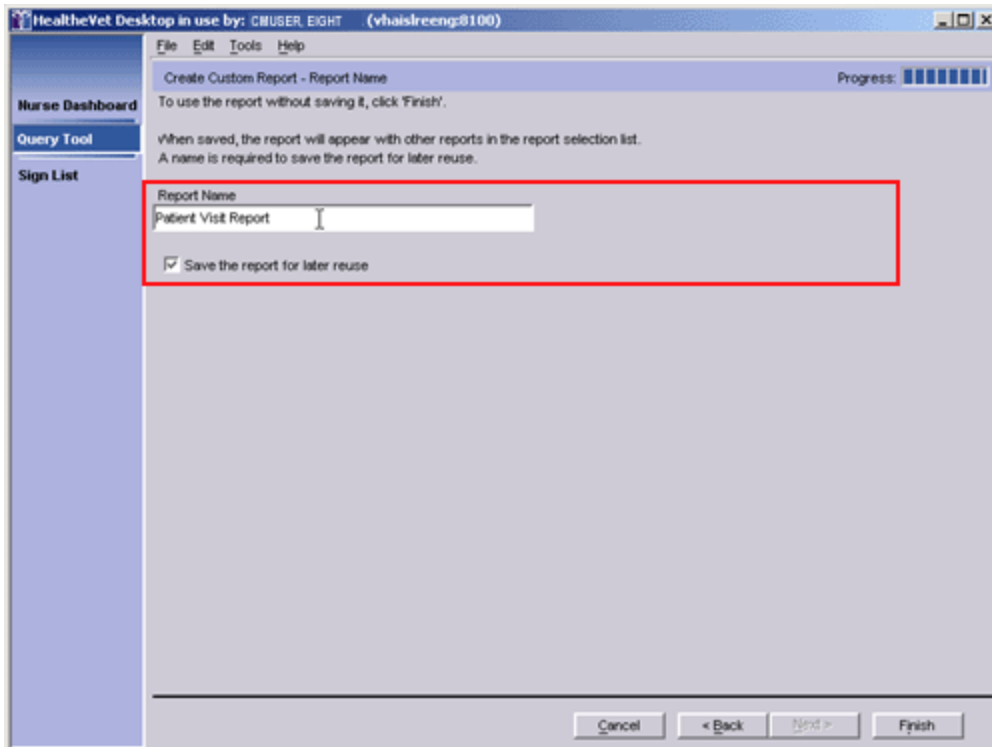 HealtheVet Desktop in use by: CMUSER, EIGHT (vhaislreeng:8100)
File Edit Tools Help
Create Custom Report - Report Name
Progress:
Nurse Dashboard
Query Tool
Sign List
To use the report without saving it, click 'Finish'.
When saved, the report will appear with other reports in the report selection list.
A name is required to save the report for later reuse.
Report Name
Patient Visit Report
Save the report for later reuse
Cancel < Back Next > Finish